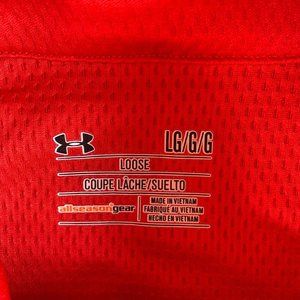 LG/G/G
LOOSE
COUPE LÂCHE/SUELTO
allseasongear
MADE IN VIETNAM
FABRIQUÉ AU VIETNAM
HECHO EN VIETNAM